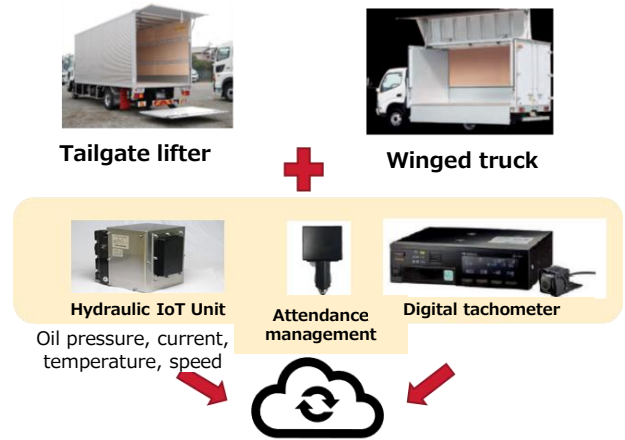 Tailgate lifter
Winged truck
Hydraulic IoT Unit
Attendance
management
Digital tachometer
Oil pressure, current,
temperature, speed